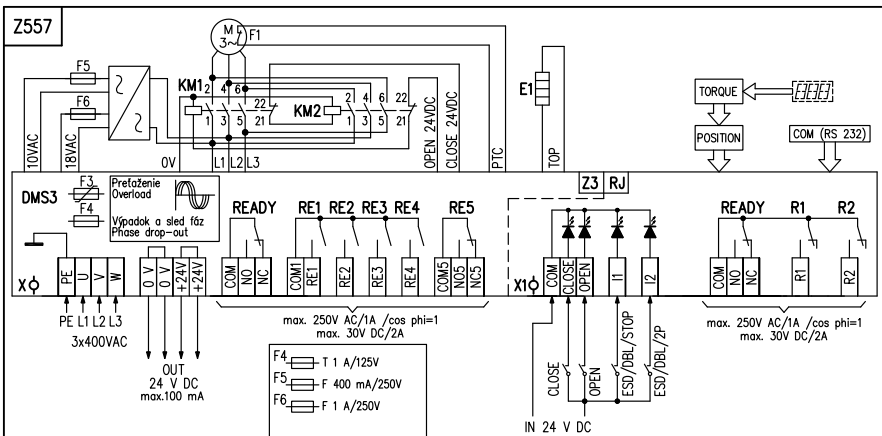 Z557
M
3~
F1
F5
F6
KM1
2 4 6
22
1 3 5
21
KM2
2 4 6
22
1 3 5
21
E1
TORQUE
POSITION
COM (RS 232)
10VAC
18VAC
0V
L1
L2
L3
OPEN 24VDC
CLOSE 24VDC
PTC
TOP
DMS3
F3
F4
Pretaženie
Overload
Výpadok a sled fáz
Phase drop-out
READY
RE1
RE2
RE3
RE4
RE5
Z3
RJ
READY
R1
R2
X
PE
U
V
W
0 V
0 V
+24V
+24V
COM
NO
NC
COM1
RE1
RE2
RE3
RE4
COM5
NO5
NC5
X1
COM
CLOSE
OPEN
I1
I2
COM
NO
NC
R1
R2
PE L1 L2 L3
3x400VAC
OUT
24 V DC
max.100 mA
max. 250V AC/1A /cos phi=1
max. 30V DC/2A
F4 T 1 A/125V
F5 F 400 mA/250V
F6 F 1 A/250V
CLOSE
OPEN
ESD/DBL/STOP
ESD/DBL/2P
IN 24 V DC
max. 250V AC/1A /cos phi=1
max. 30V DC/2A